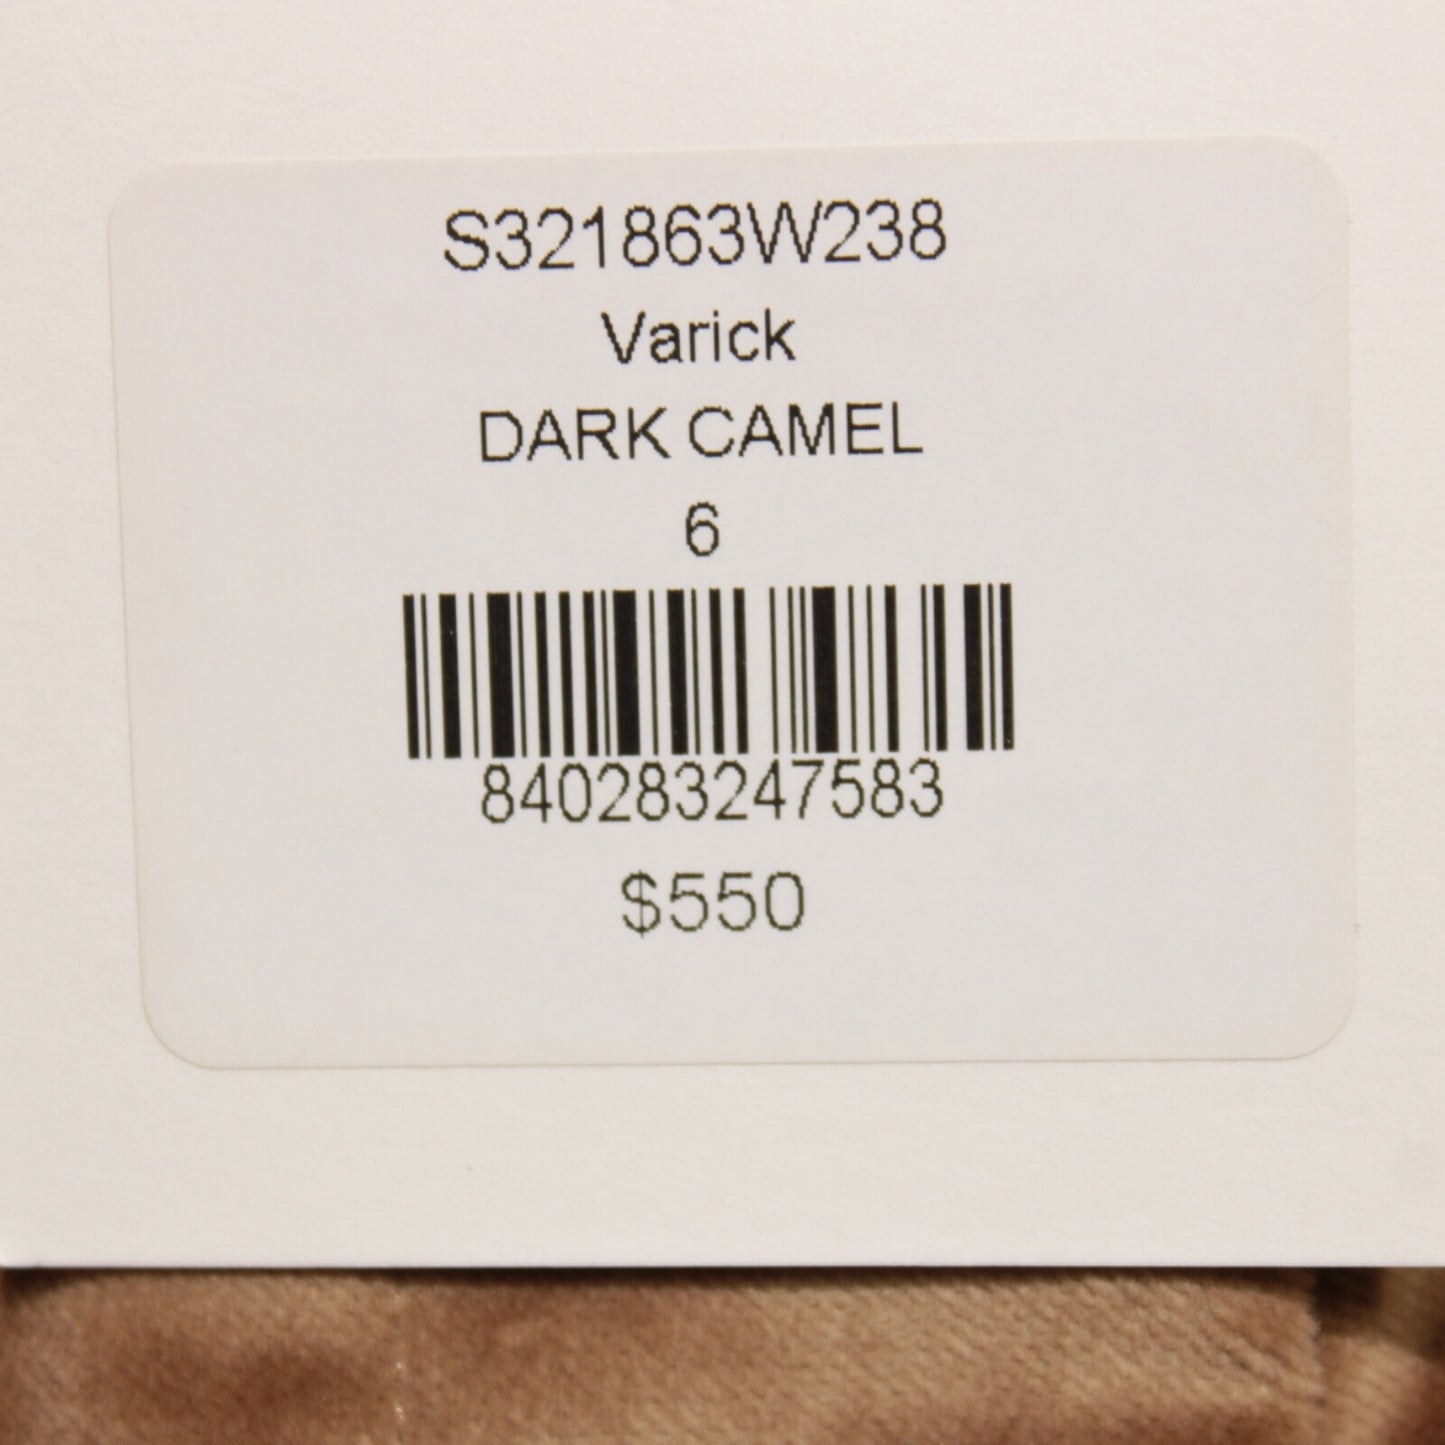 S321863W238
Varick
DARK CAMEL
6
840283247583
$550